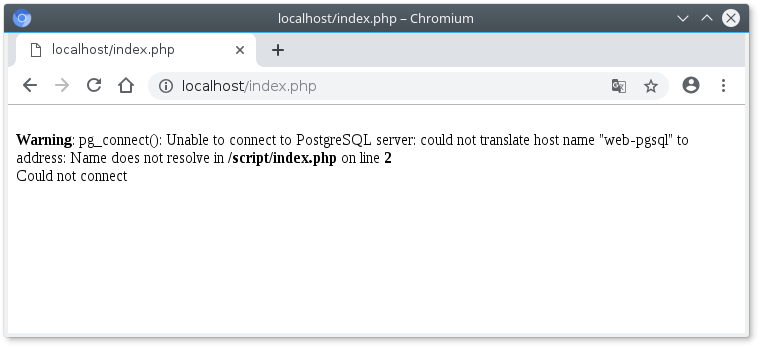 localhost/index.php – Chromium
localhost/index.php
localhost/index.php
Warning: pg_connect(): Unable to connect to PostgreSQL server: could not translate host name "web-pgsql" to
address: Name does not resolve in /script/index.php on line 2
Could not connect